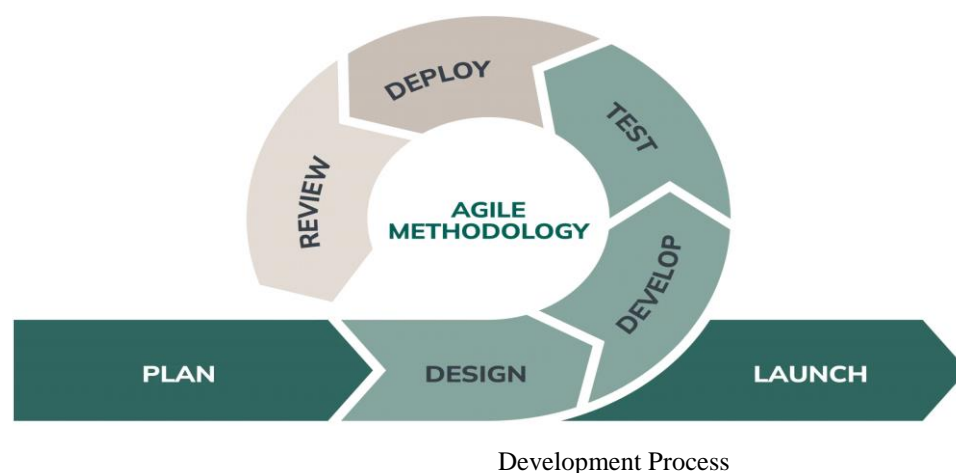 DEPLOY
TEST
REVIEW
AGILE
METHODOLOGY
DEVELOP
PLAN
DESIGN
LAUNCH
Development Process